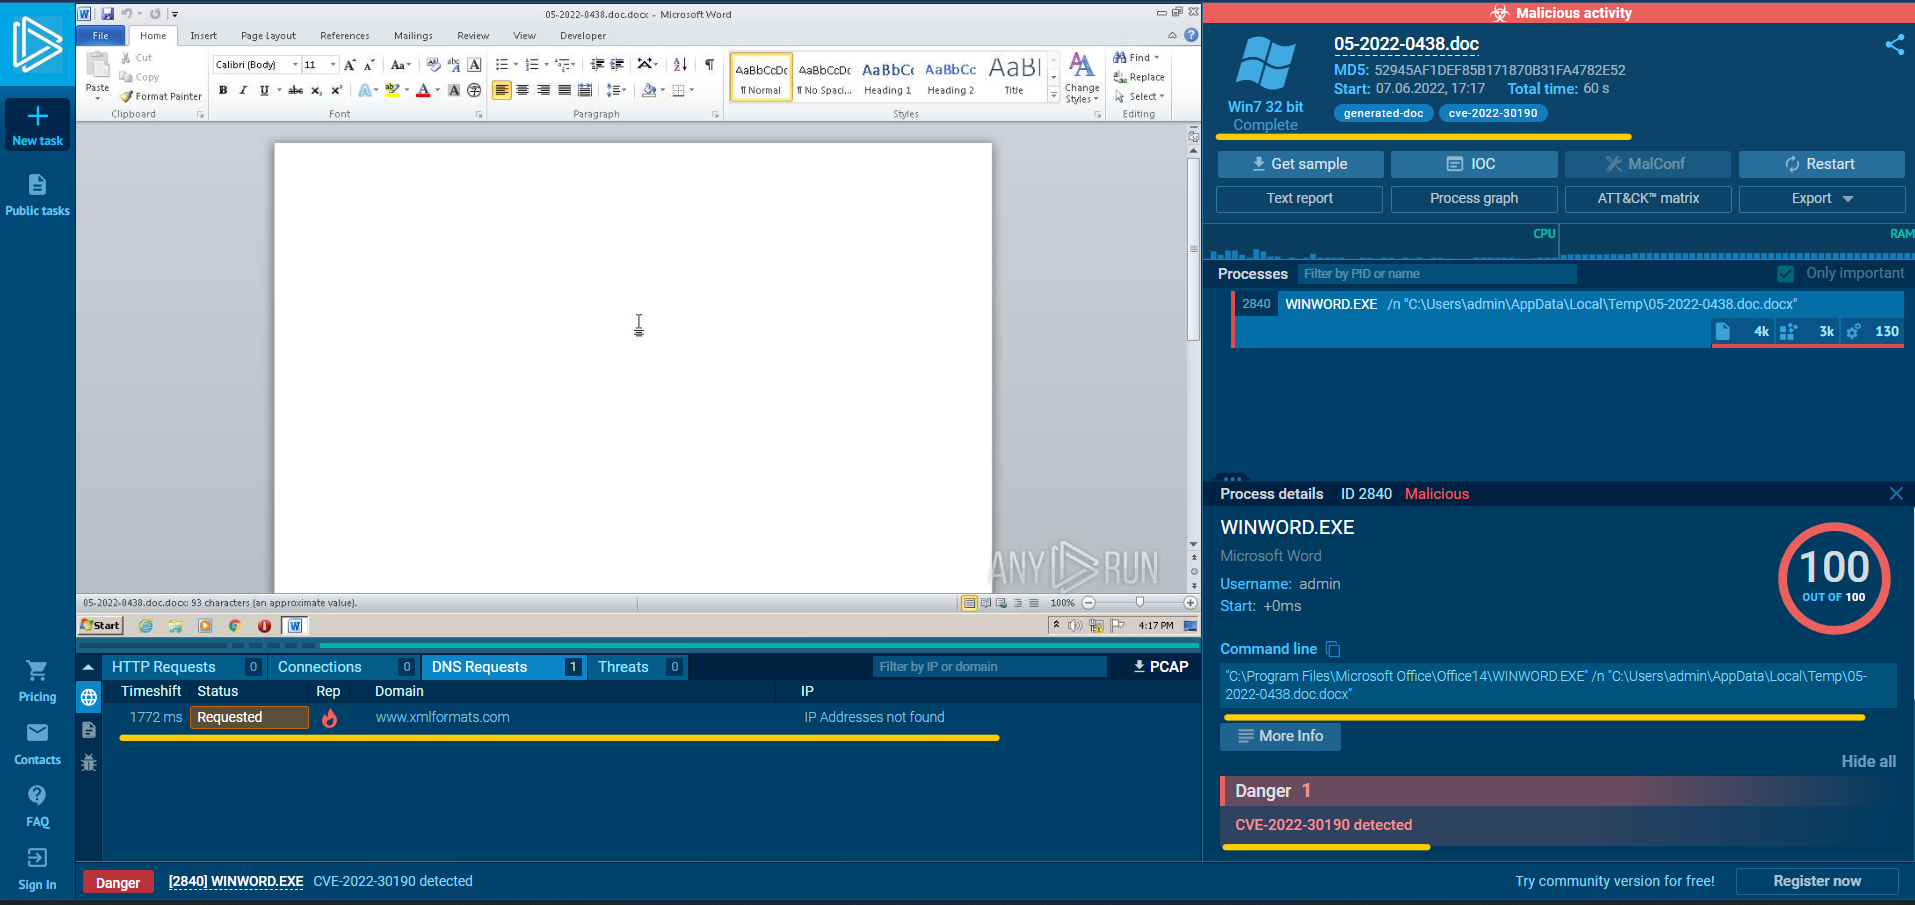 05-2022-0438.doc.docx - Microsoft Word
File Home Insert Page Layout References Mailings Review View Developer
Paste
Cut
Copy
Format Painter
Calibri (Body) 11
AaBbCcDc AaBbCcDc AaBbCc AaBbCc AaBl
¶ Normal ¶ No Spaci... Heading 1 Heading 2 Title
Change Styles
Find
Replace
Select
Clipboard Font Paragraph Styles Editing
ANY RUN
05-2022-0438.doc.docx: 93 characters (an approximate value).
100%
Start
4:17 PM
New task
Public tasks
Pricing
Contacts
FAQ
Sign In
HTTP Requests 0 Connections 0 DNS Requests 1 Threats 0 Filter by IP or domain PCAP
Timeshift Status Rep Domain IP
1772 ms Requested www.xmlformats.com IP Addresses not found
Danger [2840] WINWORD.EXE CVE-2022-30190 detected
Try community version for free! Register now
Malicious activity
Win7 32 bit
Complete
05-2022-0438.doc
MD5: 52945AF1DEF85B171870B31FA4782E52
Start: 07.06.2022, 17:17 Total time: 60 s
generated-doc cve-2022-30190
Get sample IOC MalConf Restart
Text report Process graph ATT&CK™ matrix Export
CPU RAM
Processes Filter by PID or name Only important
2840 WINWORD.EXE /n "C:\Users\admin\AppData\Local\Temp\05-2022-0438.doc.docx"
4k 3k 130
Process details ID 2840 Malicious
WINWORD.EXE
Microsoft Word
Username: admin
Start: +0ms
100
OUT OF 100
Command line
"C:\Program Files\Microsoft Office\Office14\WINWORD.EXE" /n "C:\Users\admin\AppData\Local\Temp\05-
2022-0438.doc.docx"
More Info
Hide all
Danger 1
CVE-2022-30190 detected